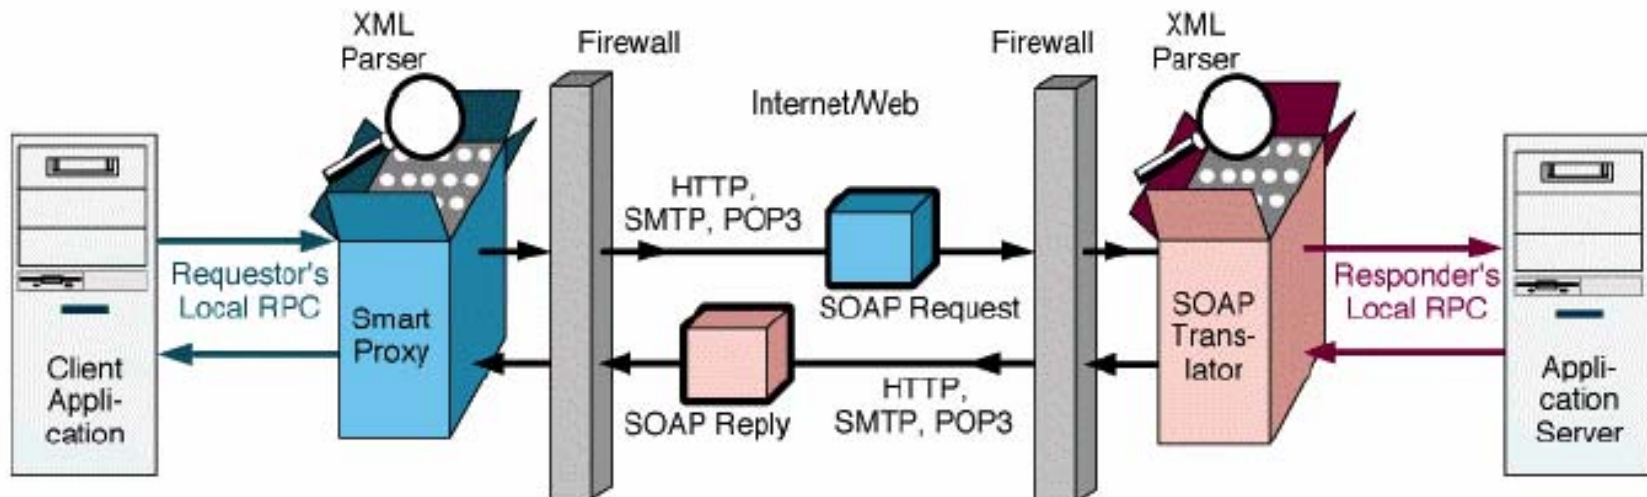 XML
Parser
Firewall
Firewall
XML
Parser
Internet/Web
HTTP,
SMTP, POP3
Requestor's
Local RPC
SOAP Request
Responder's
Local RPC
Smart
Proxy
SOAP
Trans-
lator
Client
Appli-
cation
SOAP Reply
HTTP,
SMTP, POP3
Appli-
cation
Server